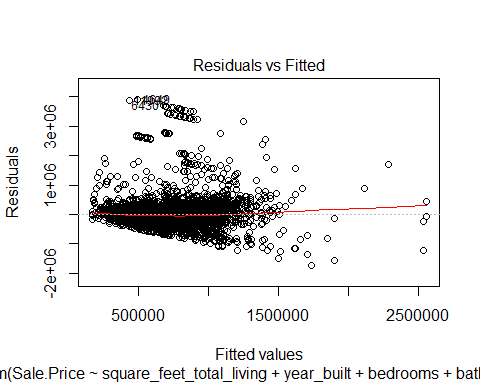 Residuals vs Fitted
Residuals
-2e+06
1e+06
3e+06
500000
1500000
2500000
Fitted values
m(Sale.Price ~ square_feet_total_living + year_built + bedrooms + bath